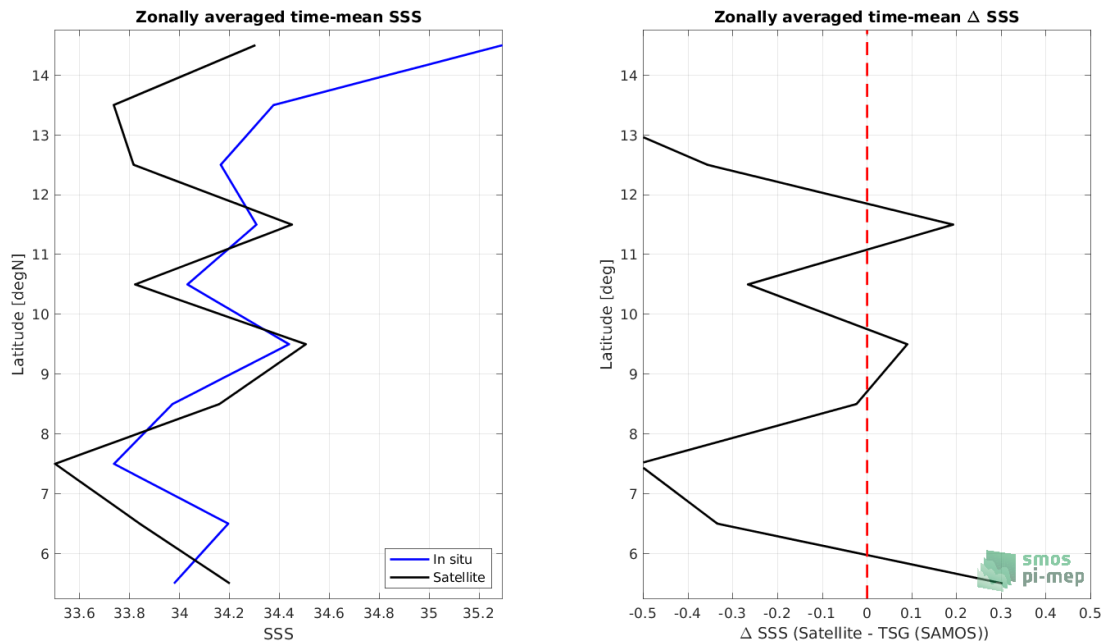 Zonally averaged time-mean SSS
14
13
12
11
10
9
8
7
6
Latitude [degN]
33.6 33.8 34 34.2 34.4 34.6 34.8 35 35.2
SSS
In situ
Satellite
Zonally averaged time-mean Δ SSS
14
13
12
11
10
9
8
7
6
Latitude [deg]
-0.5 -0.4 -0.3 -0.2 -0.1 0 0.1 0.2 0.3 0.4 0.5
Δ SSS (Satellite - TSG (SAMOS))
smos
pi-mep